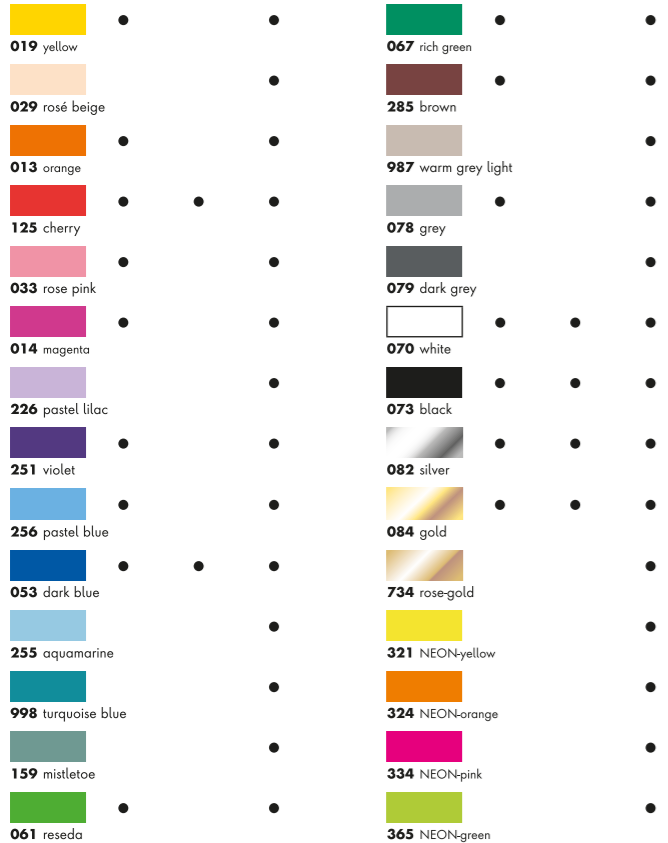 019 yellow
029 rosé beige
013 orange
125 cherry
033 rose pink
014 magenta
226 pastel lilac
251 violet
256 pastel blue
053 dark blue
255 aquamarine
998 turquoise blue
159 mistletoe
061 reseda
067 rich green
285 brown
987 warm grey light
078 grey
079 dark grey
070 white
073 black
082 silver
084 gold
734 rose-gold
321 NEON-yellow
324 NEON-orange
334 NEON-pink
365 NEON-green